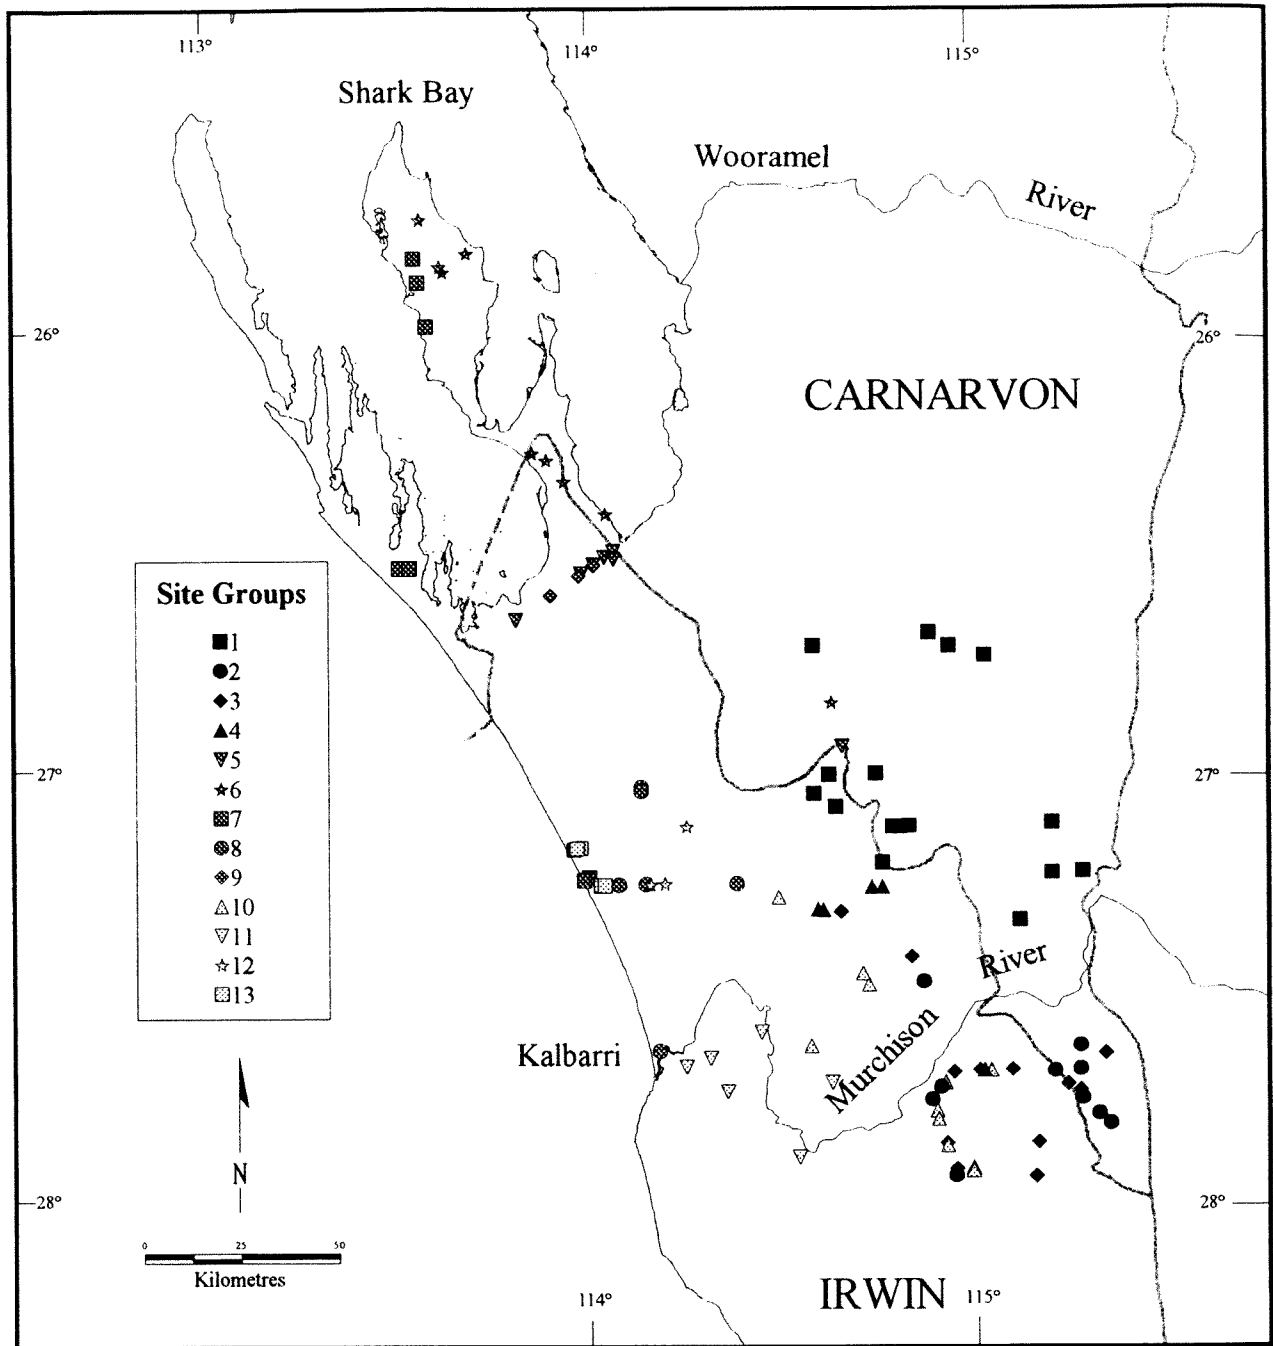 113°
114°
115°
Shark Bay
Wooramel
River
26°
26°
CARNARVON
Site Groups
1
2
3
4
5
6
7
8
9
10
11
12
13
27°
27°
River
Murchison
Kalbarri
N
28°
28°
0 25 50
Kilometres
IRWIN
114°
115°